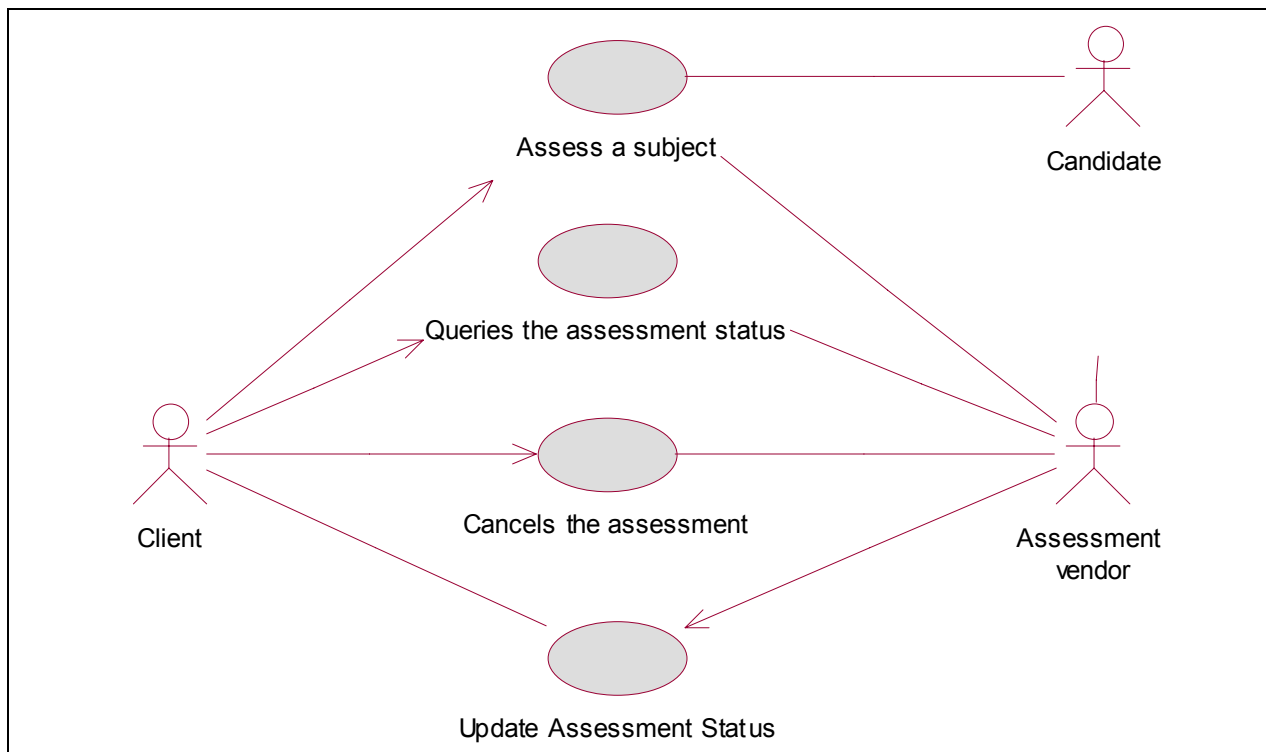 Assess a subject
Candidate
Queries the assessment status
Client
Cancels the assessment
Assessment
vendor
Update Assessment Status